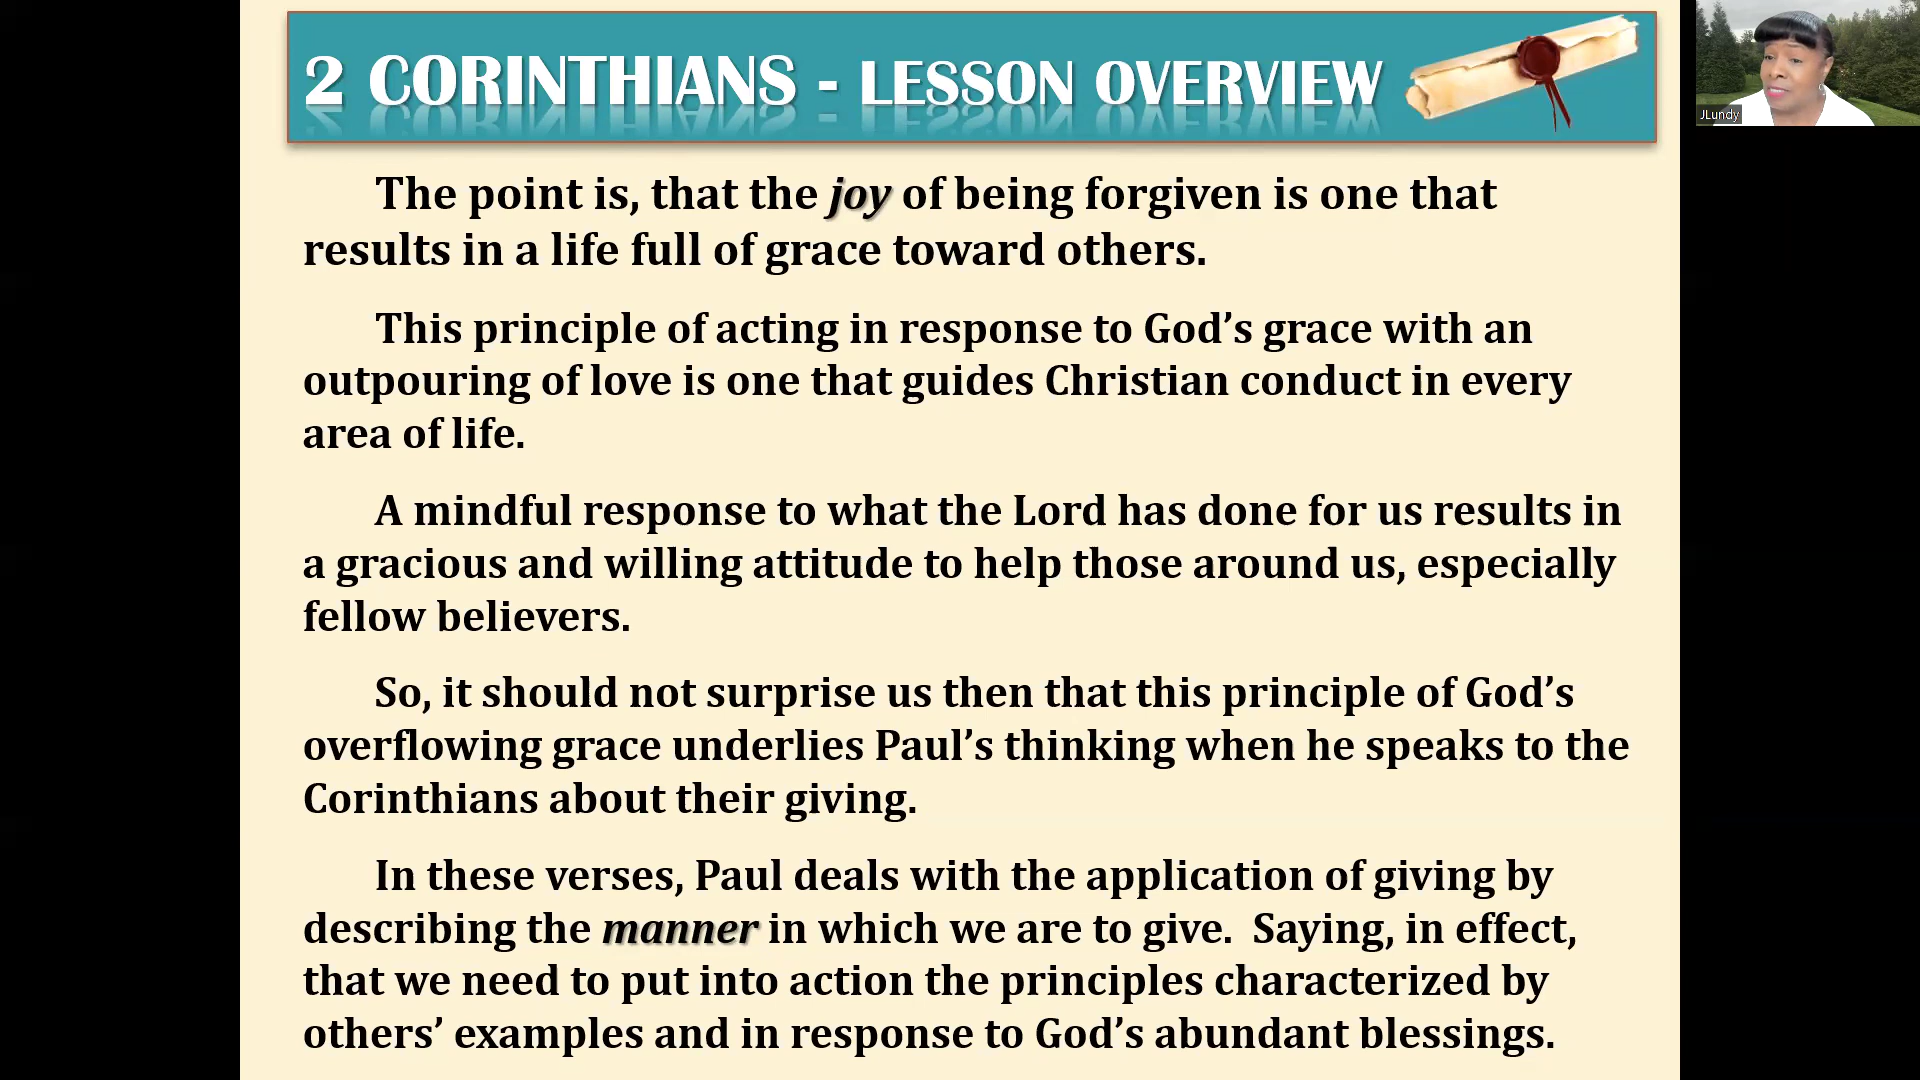 2 CORINTHIANS - LESSON OVERVIEW
JLundy
The point is, that the joy of being forgiven is one that
results in a life full of grace toward others.
This principle of acting in response to God’s grace with an
outpouring of love is one that guides Christian conduct in every
area of life.
A mindful response to what the Lord has done for us results in
a gracious and willing attitude to help those around us, especially
fellow believers.
So, it should not surprise us then that this principle of God’s
overflowing grace underlies Paul’s thinking when he speaks to the
Corinthians about their giving.
In these verses, Paul deals with the application of giving by
describing the manner in which we are to give.  Saying, in effect,
that we need to put into action the principles characterized by
others’ examples and in response to God’s abundant blessings.